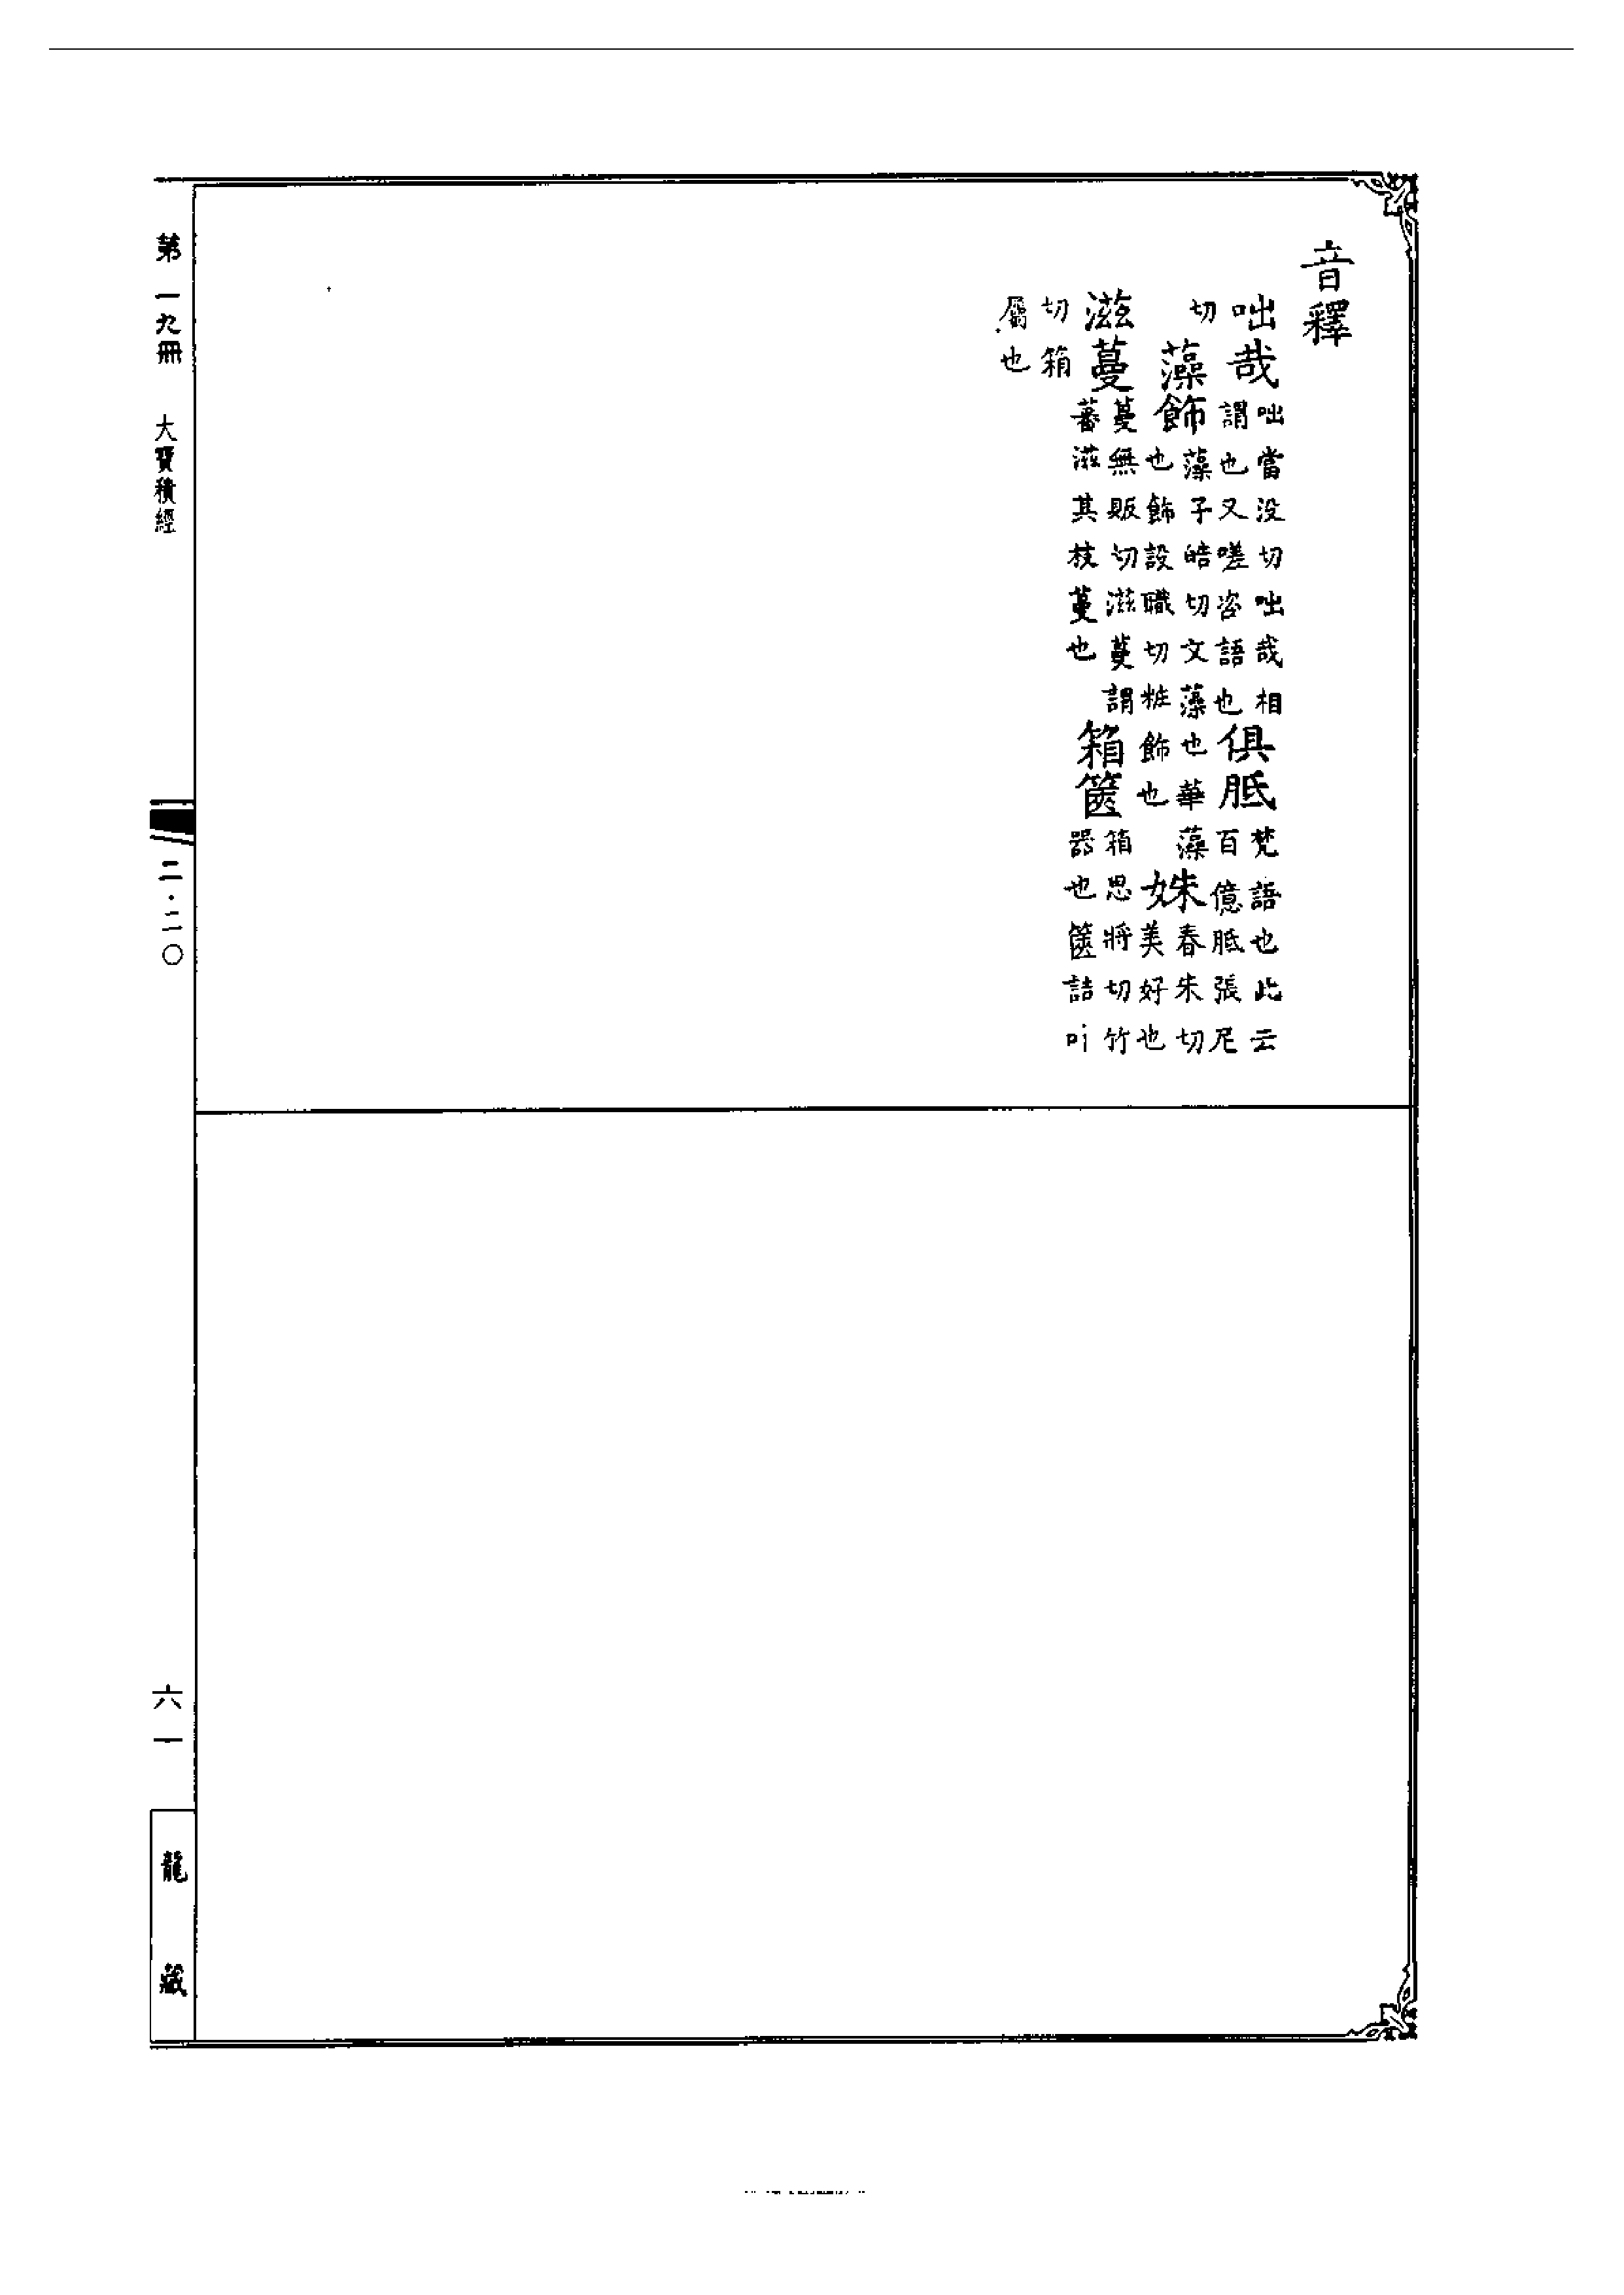 音釋
咄哉咄當没切咄哉相謂也又嗟咨語也俱胝梵語也此云百億胝張尼
切藻飾藻子皓切文藻也華藻也飾設職切粧飾也姝春朱切美好也
滋蔓蔓無販切滋蔓謂蕃滋其枝蔓也箱篋箱思將切竹器也篋詰叶
切箱屬也
第一九冊 大寶積經 二·二〇 六一 龍藏